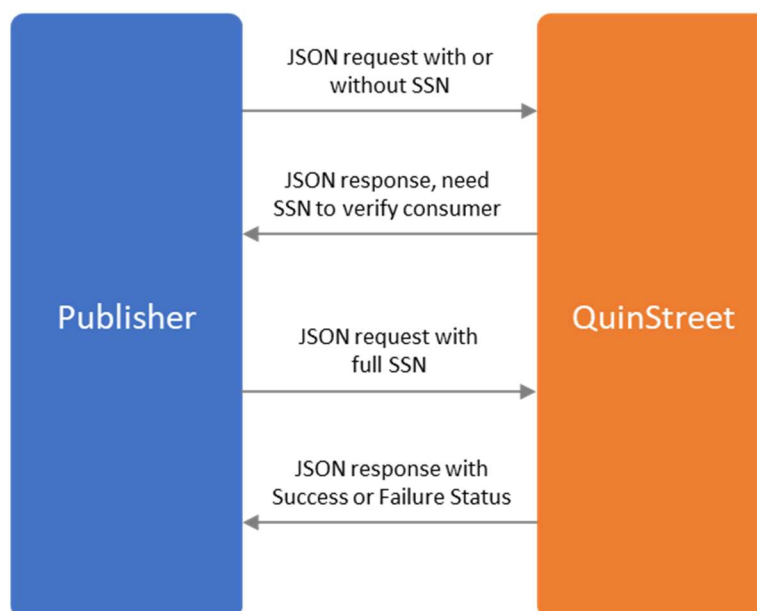 JSON request with or
without SSN
JSON response, need
SSN to verify consumer
Publisher
QuinStreet
JSON request with
full SSN
JSON response with
Success or Failure Status